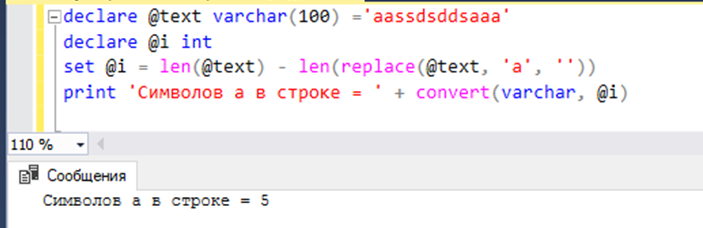 declare @text varchar(100) ='aassdsddsaaa'
declare @i int
set @i = len(@text) - len(replace(@text, 'a', ''))
print 'Символов а в строке = ' + convert(varchar, @i)
110 %
Сообщения
Символов а в строке = 5